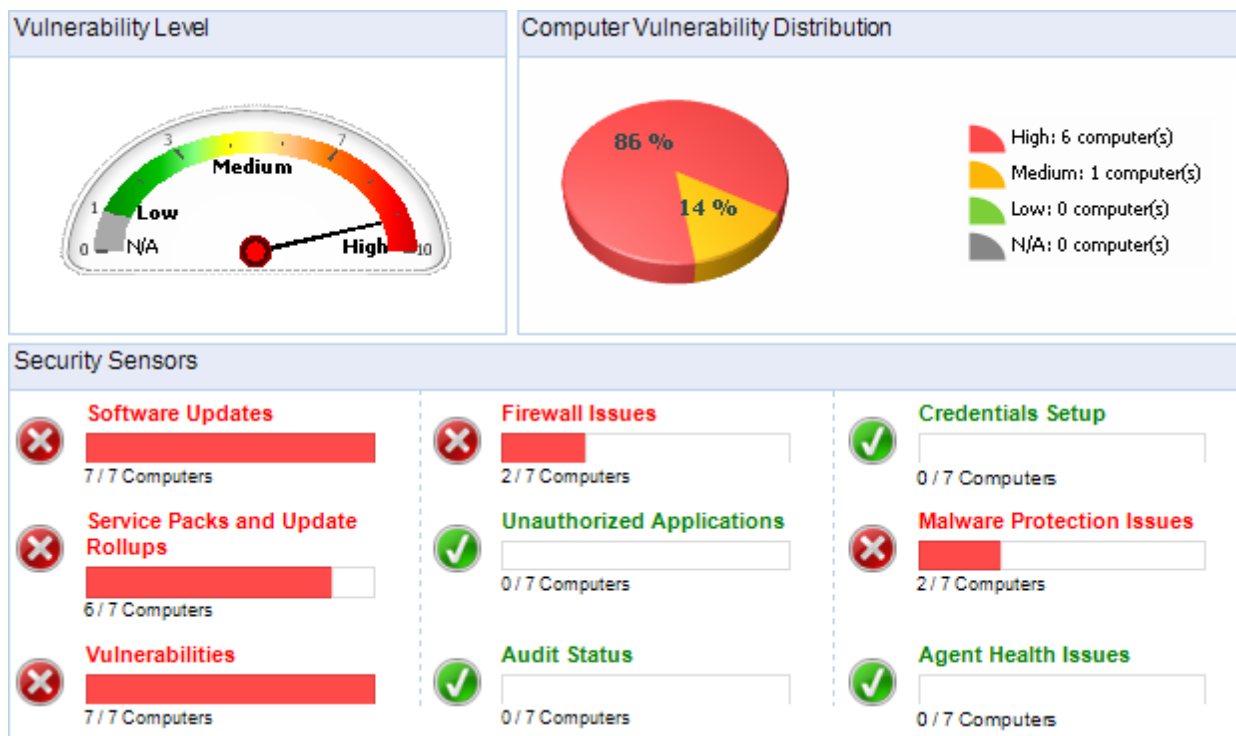 Vulnerability Level
3
7
Medium
1
Low
0
N/A
High
10
Computer Vulnerability Distribution
86 %
14 %
High: 6 computer(s)
Medium: 1 computer(s)
Low: 0 computer(s)
N/A: 0 computer(s)
Security Sensors
Software Updates
7 / 7 Computers
Firewall Issues
2 / 7 Computers
Credentials Setup
0 / 7 Computers
Service Packs and Update
Rollups
6 / 7 Computers
Unauthorized Applications
0 / 7 Computers
Malware Protection Issues
2 / 7 Computers
Vulnerabilities
7 / 7 Computers
Audit Status
0 / 7 Computers
Agent Health Issues
0 / 7 Computers